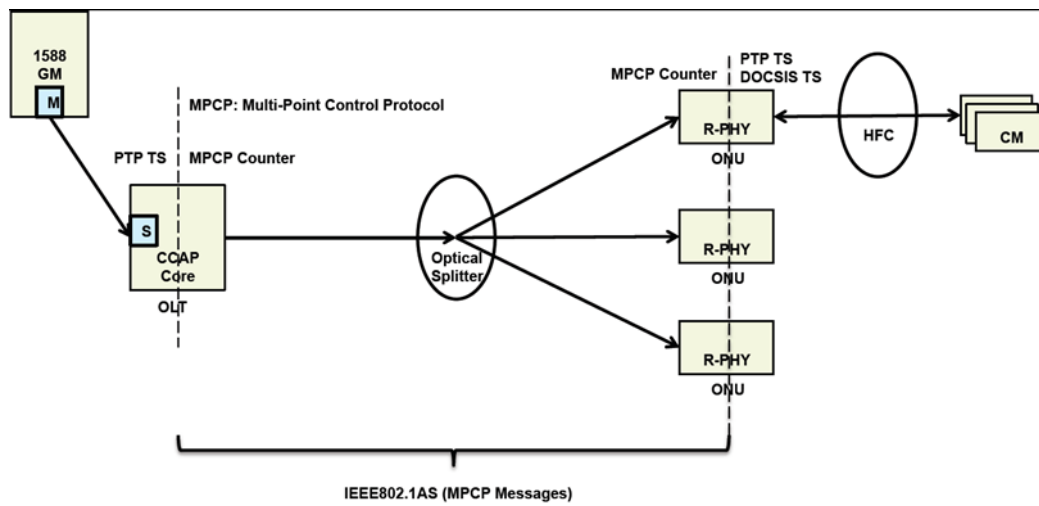 1588
GM
M
MPCP: Multi-Point Control Protocol
PTP TS
MPCP Counter
S
CCAP
Core
OLT
Optical
Splitter
MPCP Counter
PTP TS
DOCSIS TS
R-PHY
ONU
HFC
CM
R-PHY
ONU
R-PHY
ONU
IEEE802.1AS (MPCP Messages)